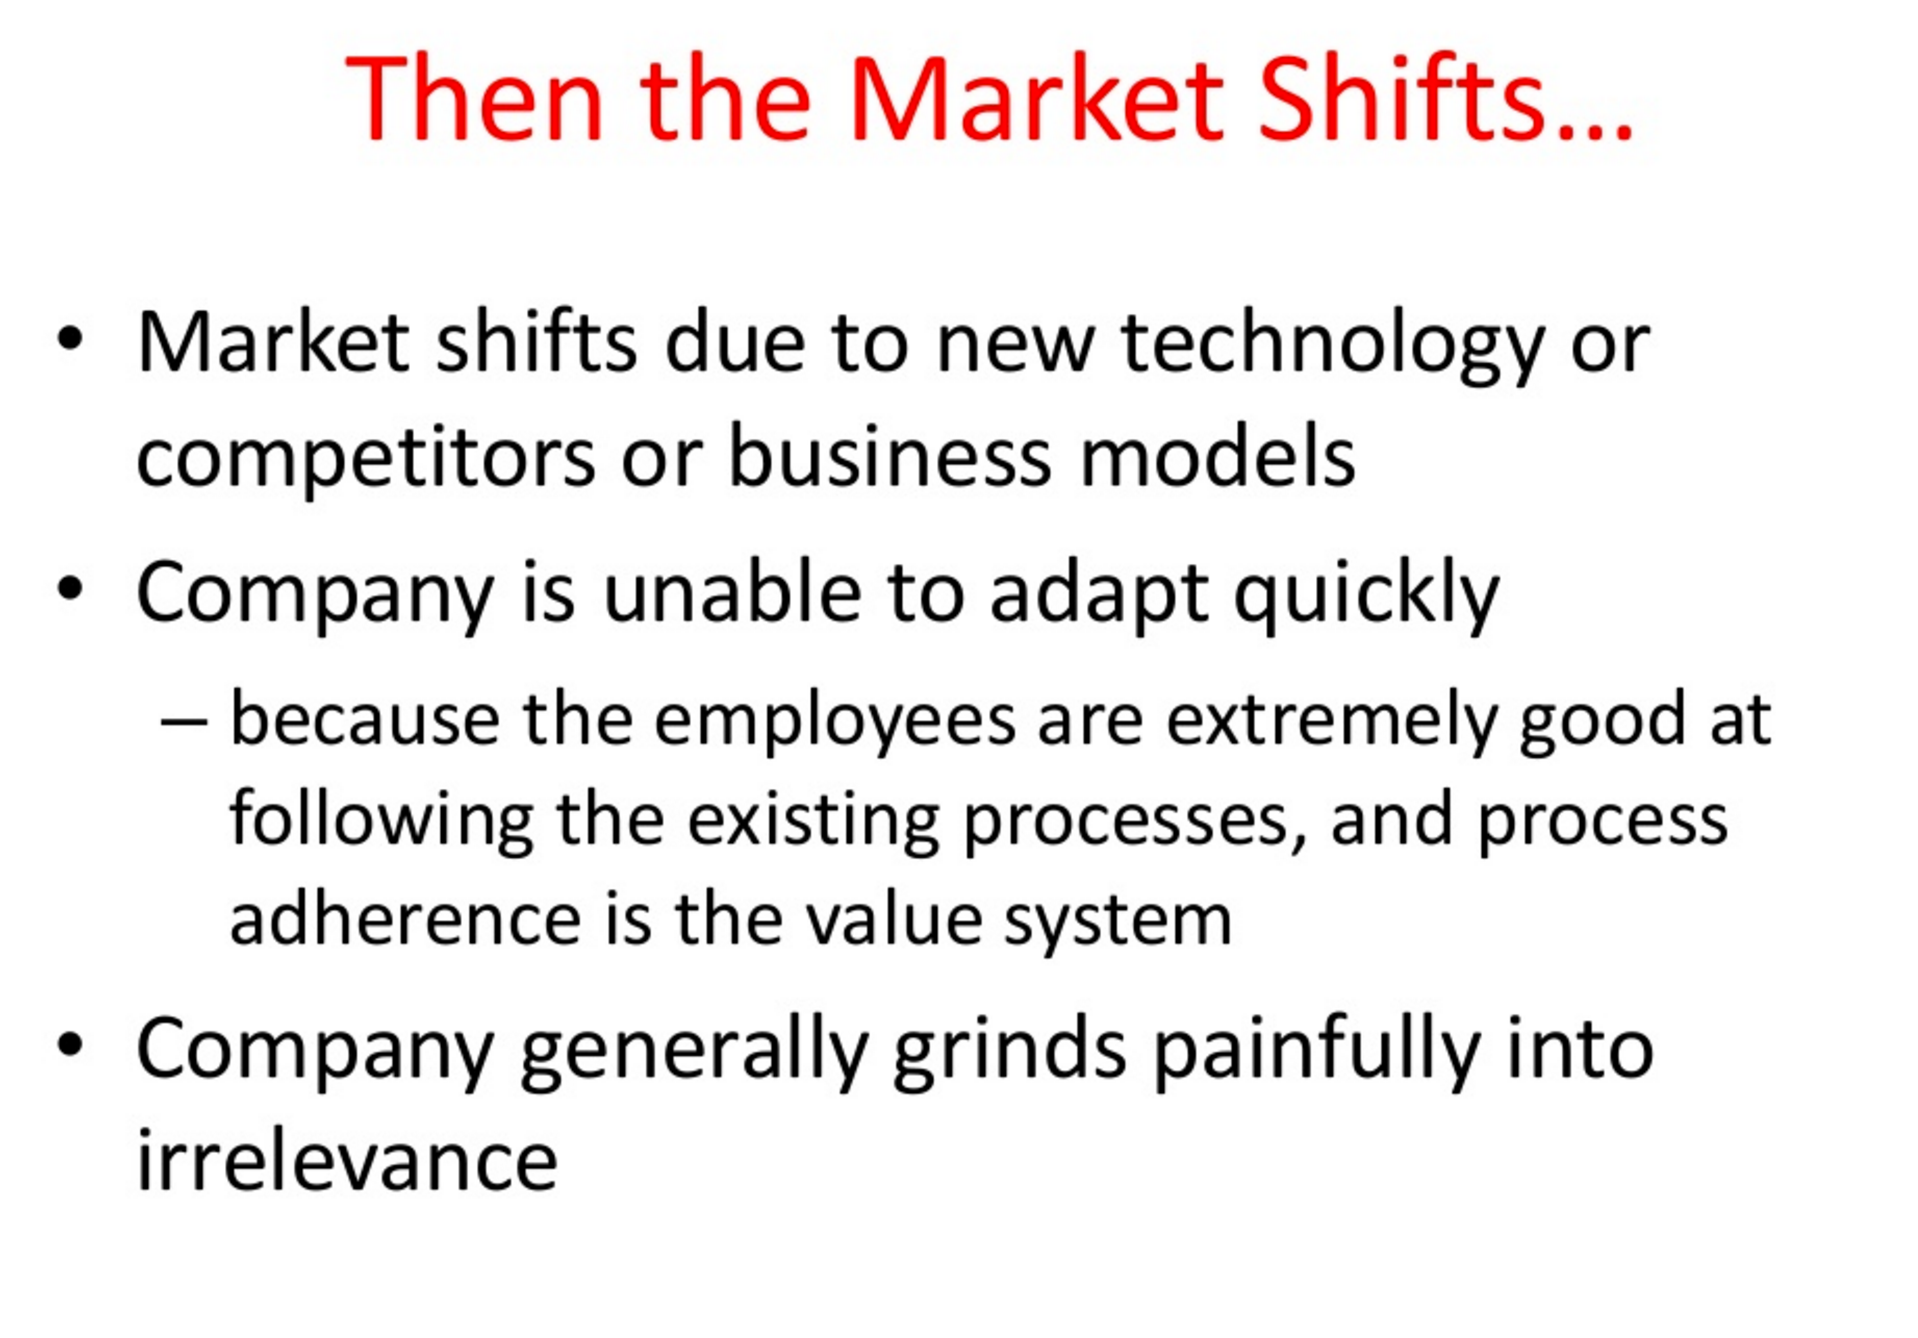 Then the Market Shifts...
• Market shifts due to new technology or
competitors or business models
• Company is unable to adapt quickly
– because the employees are extremely good at
following the existing processes, and process
adherence is the value system
• Company generally grinds painfully into
irrelevance